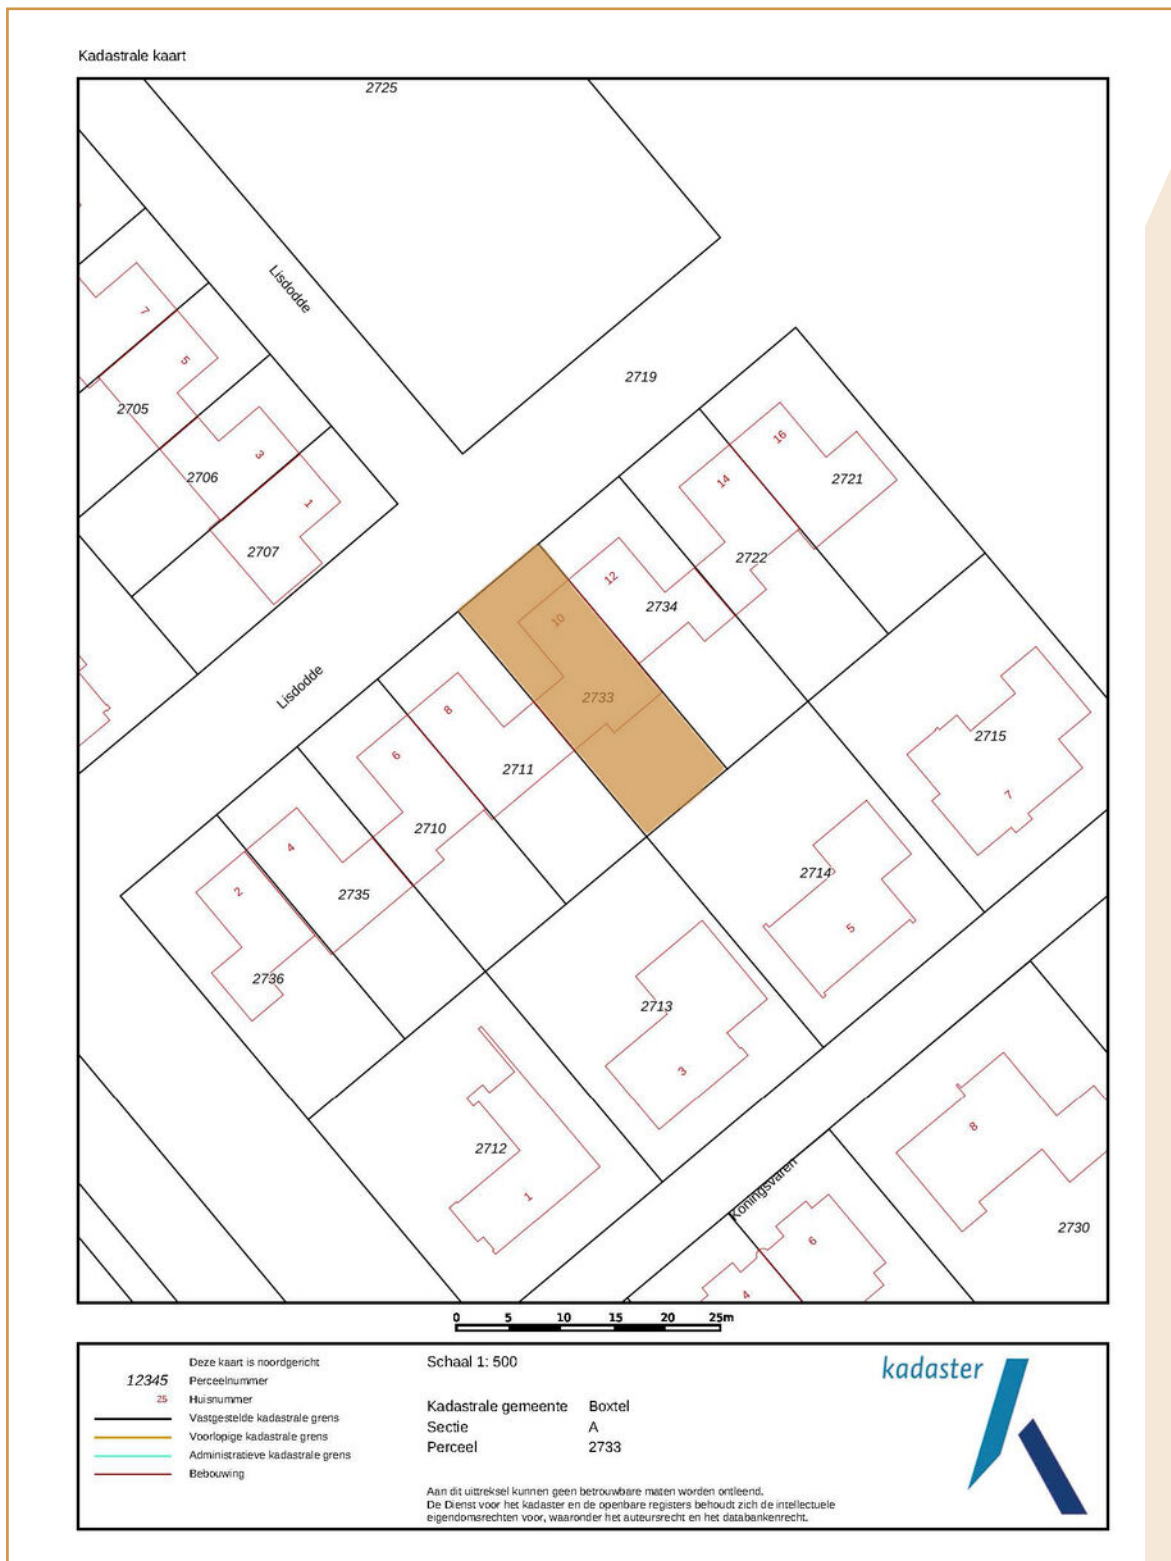 Kadastrale kaart
2725
Lisdodde
2719
7
5
2705
3
2706
1
2707
16
14
2721
2722
12
2734
10
2733
Lisdodde
8
6
2711
2710
4
2735
2
2736
2715
7
2714
5
2713
3
2712
1
Koningsvaren
8
6
4
2730
0 5 10 15 20 25m
Deze kaart is noordgericht
12345 Perceelnummer
25 Huisnummer
Vastgestelde kadastrale grens
Voorlopige kadastrale grens
Administratieve kadastrale grens
Bebouwing
Schaal 1: 500
Kadastrale gemeente Boxtel
Sectie A
Perceel 2733
Aan dit uittreksel kunnen geen betrouwbare maten worden ontleend.
De Dienst voor het kadaster en de openbare registers behoudt zich de intellectuele
eigendomsrechten voor, waaronder het auteursrecht en het databankenrecht.
kadaster